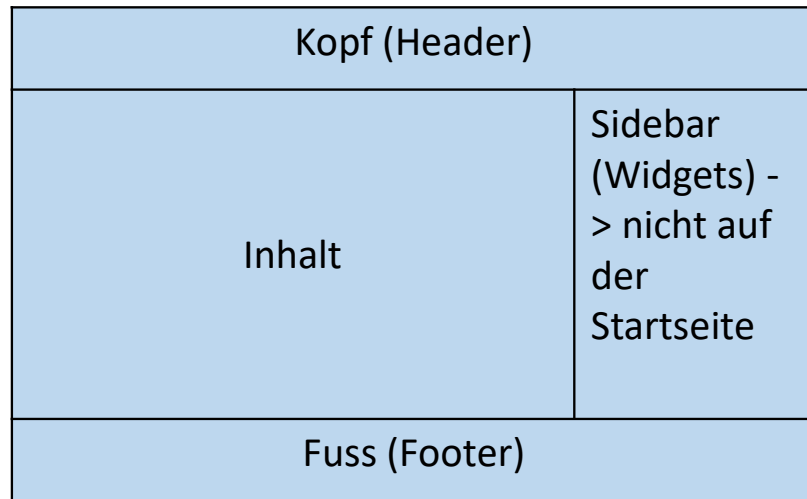 Kopf (Header)
Inhalt
Sidebar
(Widgets) -
> nicht auf
der
Startseite
Fuss (Footer)